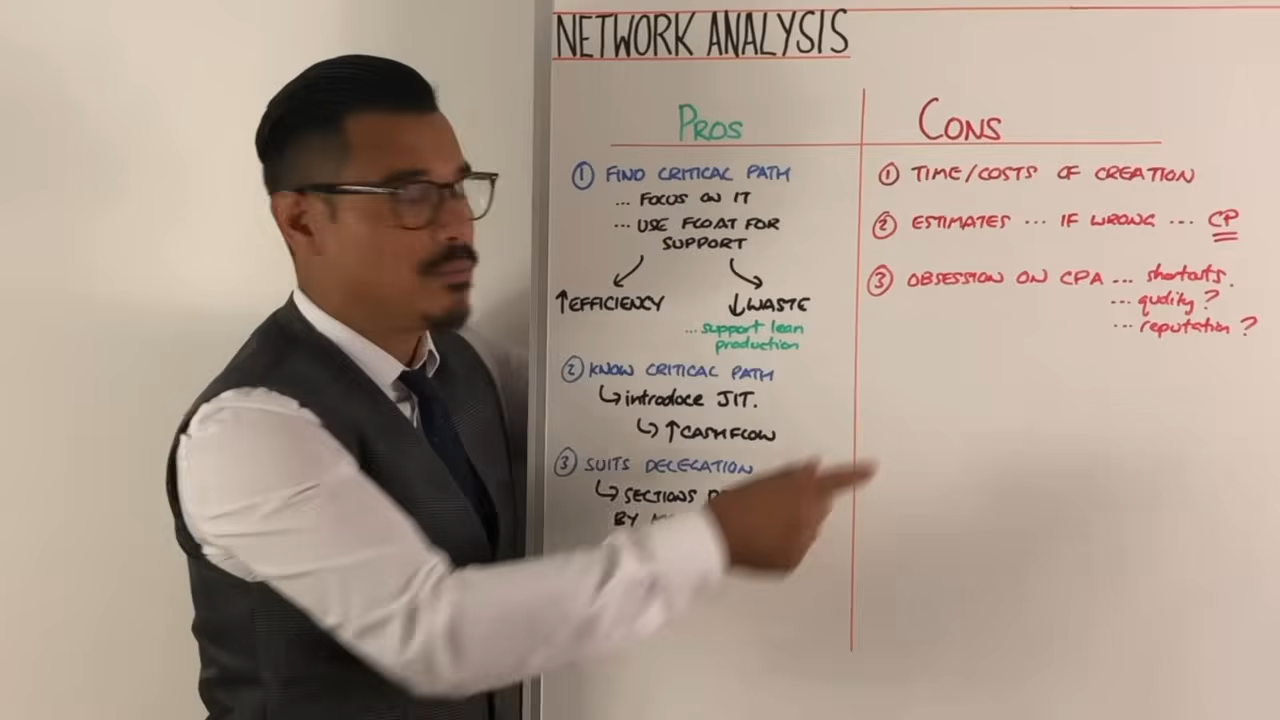 NETWORK ANALYSIS
PROS
① FIND CRITICAL PATH
... FOCUS ON IT
... USE FLOAT FOR
SUPPORT
↑EFFICIENCY
↓WASTE
... support lean
production
② KNOW CRITICAL PATH
↳introduce JIT.
↳↑CASHFLOW
③ SUITS DELEGATION
↳SECTIONS
BY
CONS
① TIME/COSTS OF CREATION
② ESTIMATES ... IF WRONG ... CP
③ OBSESSION ON CPA ... shortcuts.
... quality?
... reputation?